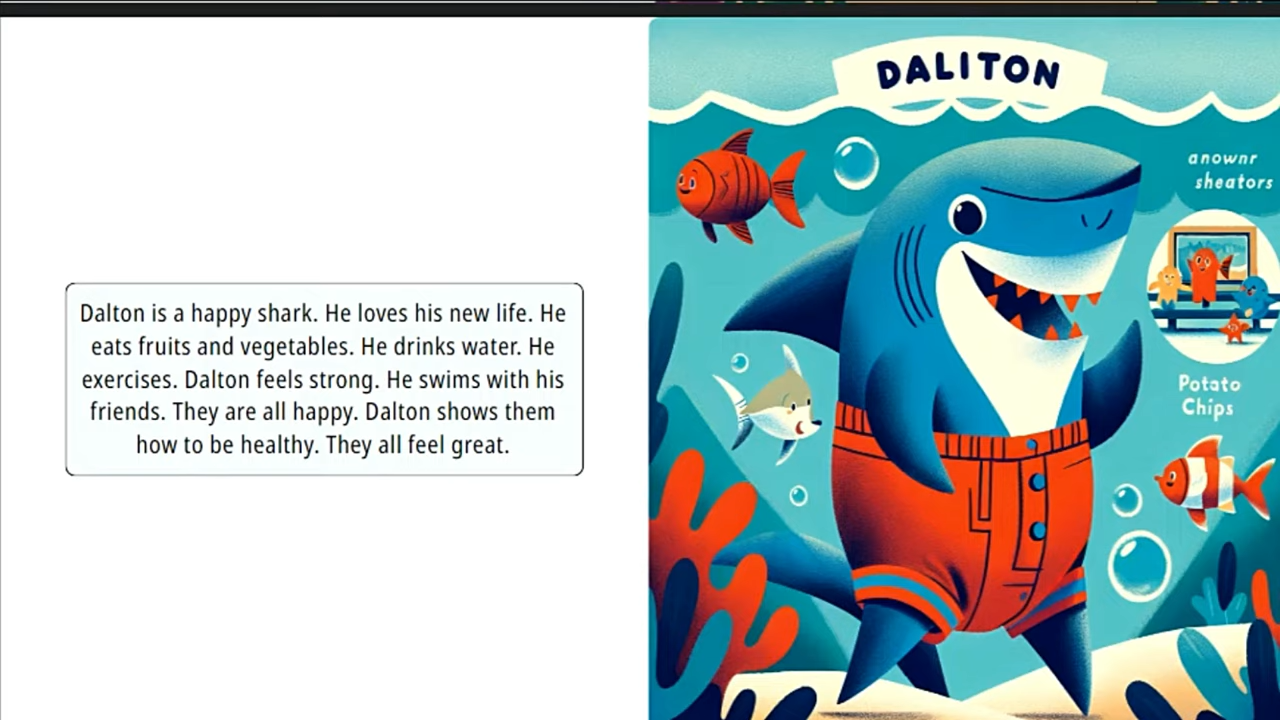 Dalton is a happy shark. He loves his new life. He
eats fruits and vegetables. He drinks water. He
exercises. Dalton feels strong. He swims with his
friends. They are all happy. Dalton shows them
how to be healthy. They all feel great.
DALITON
anownr
sheators
Potato
Chips